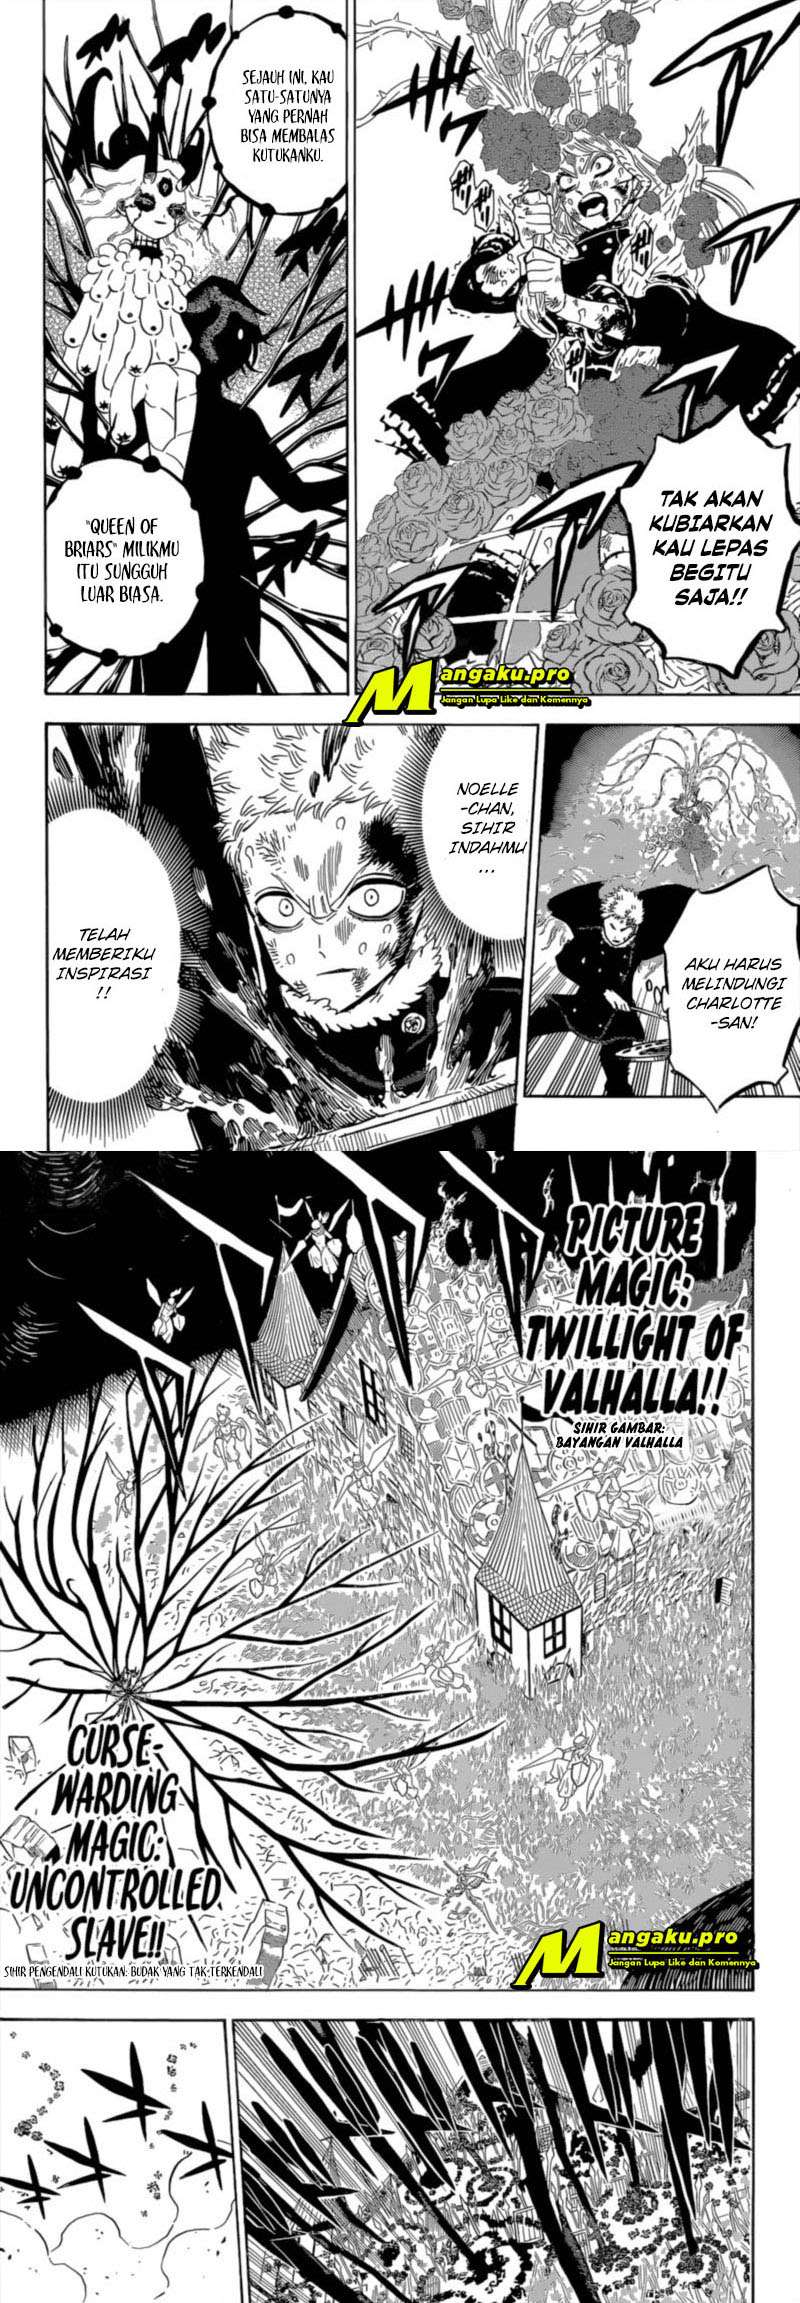 TAK AKAN
KUBIARKAN
KAU LEPAS
BEGITU
SAJA!!
SEJAUH INI, KAU
SATU-SATUNYA
YANG PERNAH
BISA MEMBALAS
KUTUKANKU.
"QUEEN OF
BRIARS" MILIKMU
ITU SUNGGUH
LUAR BIASA.
Mangaku.pro
Jangan Lupa Like dan Komennya
AKU HARUS
MELINDUNGI
CHARLOTTE
-SAN!
NOELLE
-CHAN,
SIHIR
INDAHMU
...
TELAH
MEMBERIKU
INSPIRASI
!!
PICTURE
MAGIC:
TWILLIGHT OF
VALHALLA!!
SIHIR GAMBAR:
BAYANGAN VALHALLA
CURSE-
WARDING
MAGIC:
UNCONTROLLED
SLAVE!!
SIHIR PENGENDALI KUTUKAN: BUDAK YANG TAK TERKENDALI
Mangaku.pro
Jangan Lupa Like dan Komennya